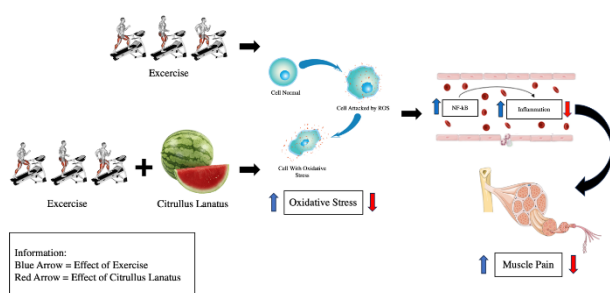 Excercise
Cell Normal
Cell Attacked by ROS
NF-kB
Inflamnation
Cell With Oxidative
Stress
Excercise
Citrullus Lanatus
Oxidative Stress
Muscle Pain
Information:
Blue Arrow = Effect of Exercise
Red Arrow = Effect of Citrullus Lanatus